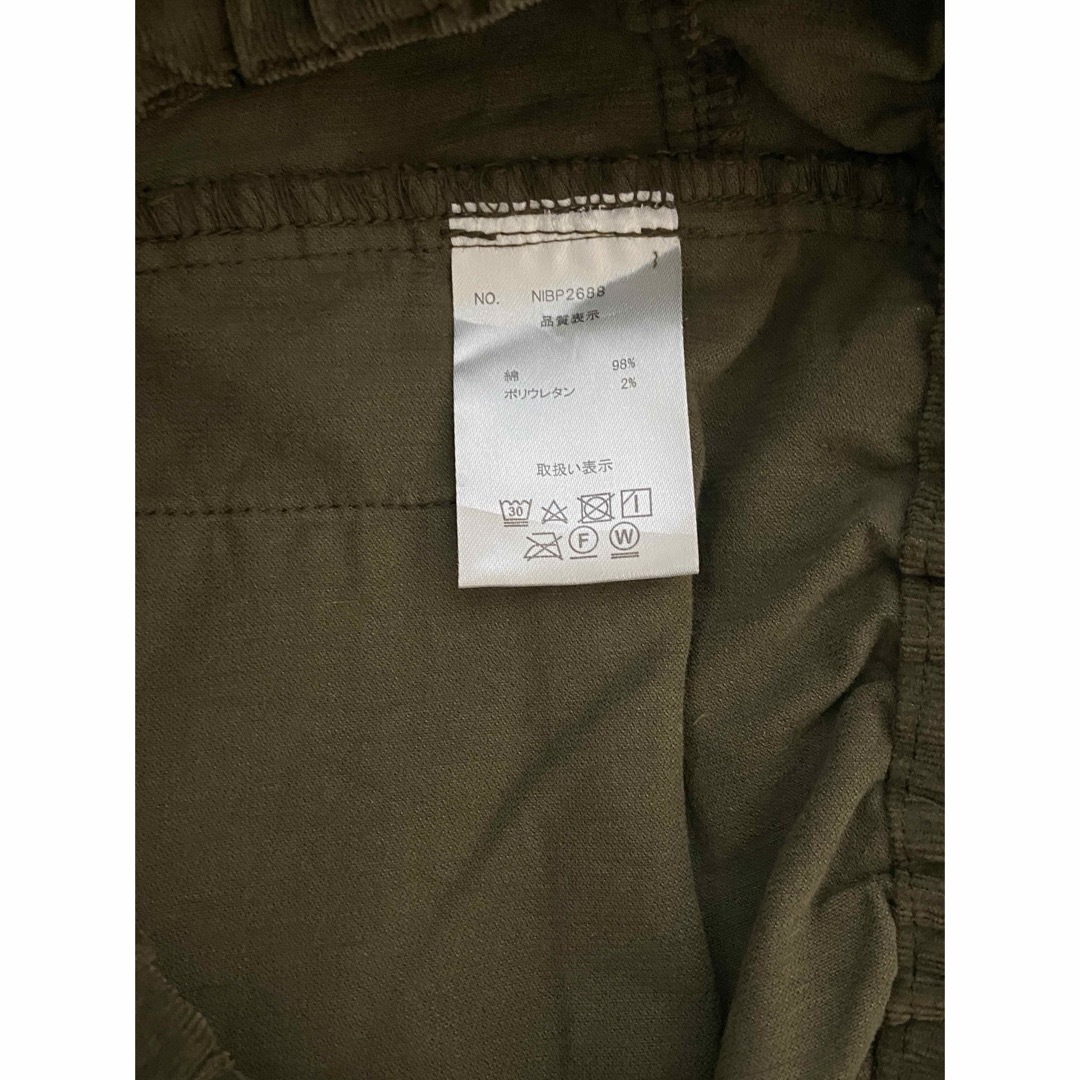 NO. NIBP2688
品質表示
綿 98%
ポリウレタン 2%
取扱い表示
30
F W